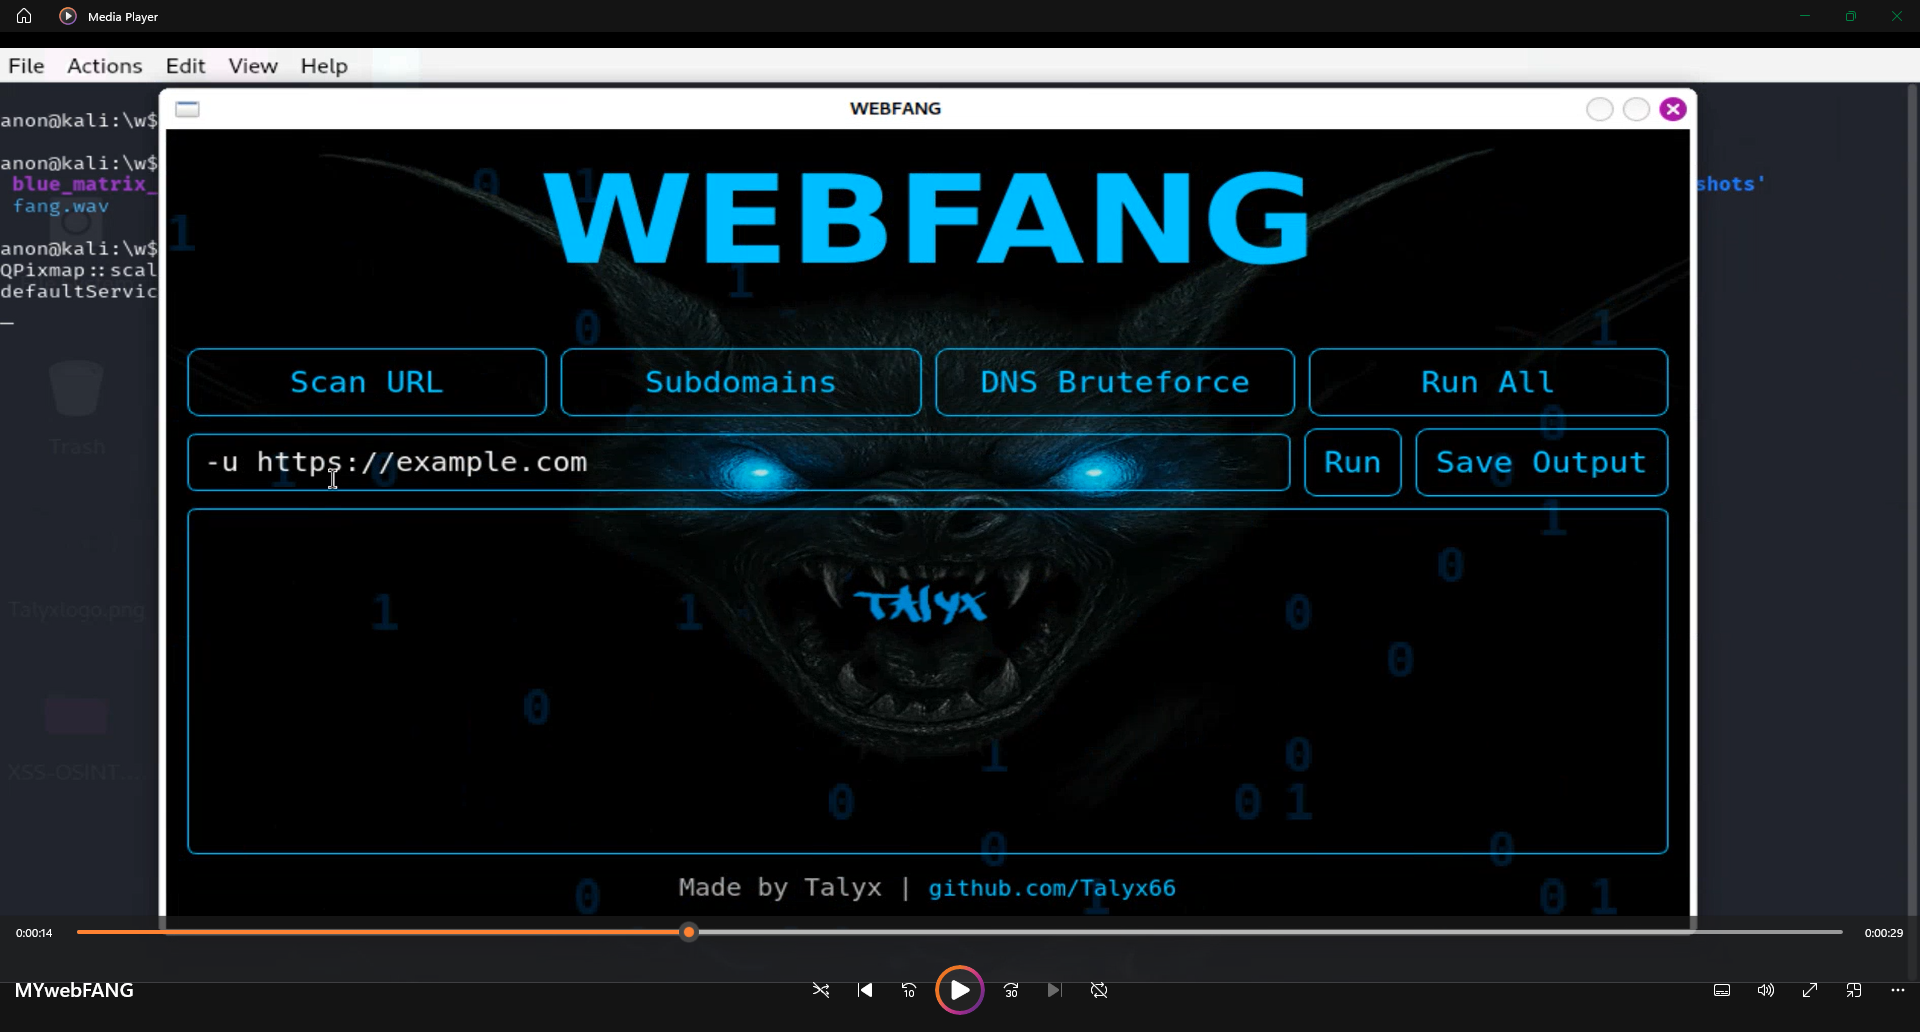 Media Player
File Actions Edit View Help
WEBFANG
anon@kali:\w$
anon@kali:\w$
blue_matrix_
shots'
fang.wav
anon@kali:\w$
QPixmap::scal
defaultServic
WEBFANG
Scan URL Subdomains DNS Bruteforce Run All
-u https://example.com Run Save Output
Trash
TAlyx
Talyxlogo.png
XSS-OSINT...
Made by Talyx | github.com/Talyx66
0:00:14 0:00:29
MYwebFANG
10 30